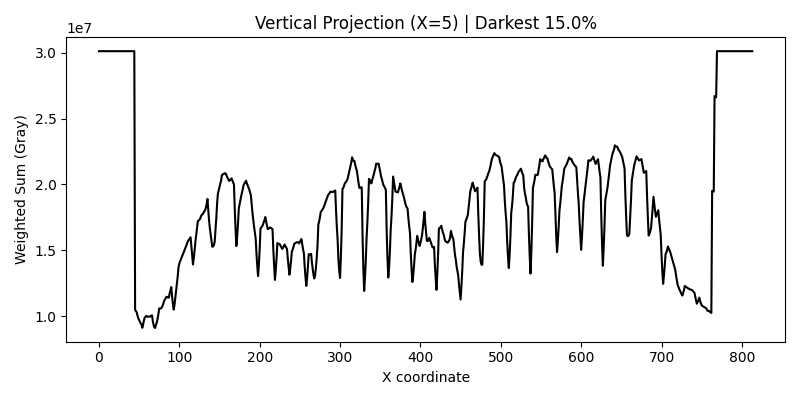 Vertical Projection (X=5) | Darkest 15.0%
1e7
3.0
2.5
2.0
1.5
1.0
Weighted Sum (Gray)
0 100 200 300 400 500 600 700 800
X coordinate